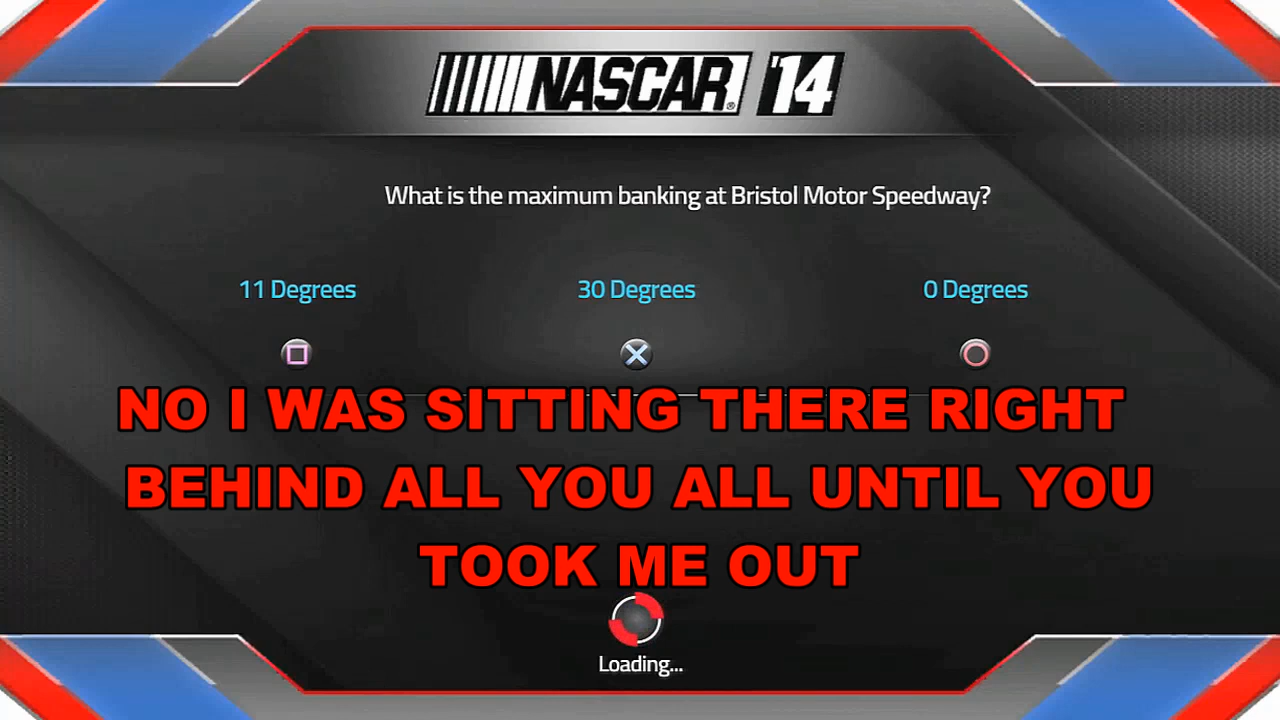 NASCAR® '14
What is the maximum banking at Bristol Motor Speedway?
11 Degrees 30 Degrees 0 Degrees
NO I WAS SITTING THERE RIGHT
BEHIND ALL YOU ALL UNTIL YOU
TOOK ME OUT
Loading...